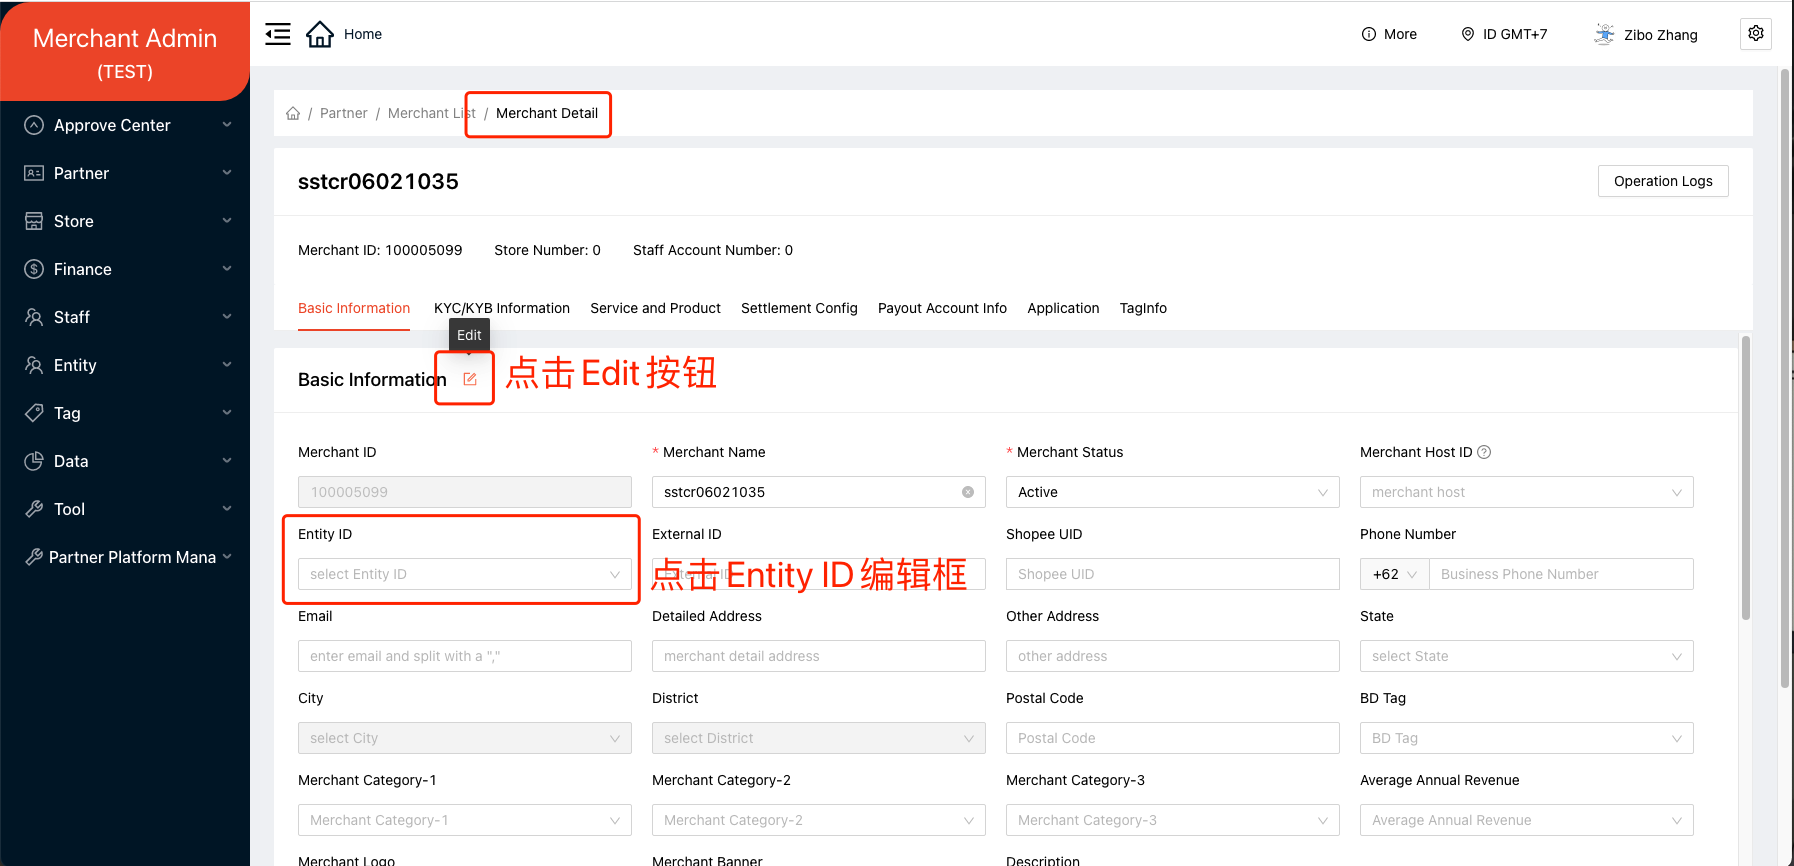 Merchant Admin
(TEST)
Home
More
ID GMT+7
Zibo Zhang
Approve Center
Partner
Store
Finance
Staff
Entity
Tag
Data
Tool
Partner Platform Mana
/ Partner / Merchant List / Merchant Detail
sstcr06021035
Operation Logs
Merchant ID: 100005099 Store Number: 0 Staff Account Number: 0
Basic Information KYC/KYB Information Service and Product Settlement Config Payout Account Info Application TagInfo
Edit
Basic Information
点击Edit按钮
Merchant ID * Merchant Name * Merchant Status Merchant Host ID
100005099 sstcr06021035 Active merchant host
Entity ID External ID Shopee UID Phone Number
select Entity ID External ID Shopee UID +62 Business Phone Number
点击Entity ID编辑框
Email Detailed Address Other Address State
enter email and split with a "," merchant detail address other address select State
City District Postal Code BD Tag
select City select District Postal Code BD Tag
Merchant Category-1 Merchant Category-2 Merchant Category-3 Average Annual Revenue
Merchant Category-1 Merchant Category-2 Merchant Category-3 Average Annual Revenue
Merchant Logo Merchant Banner Description